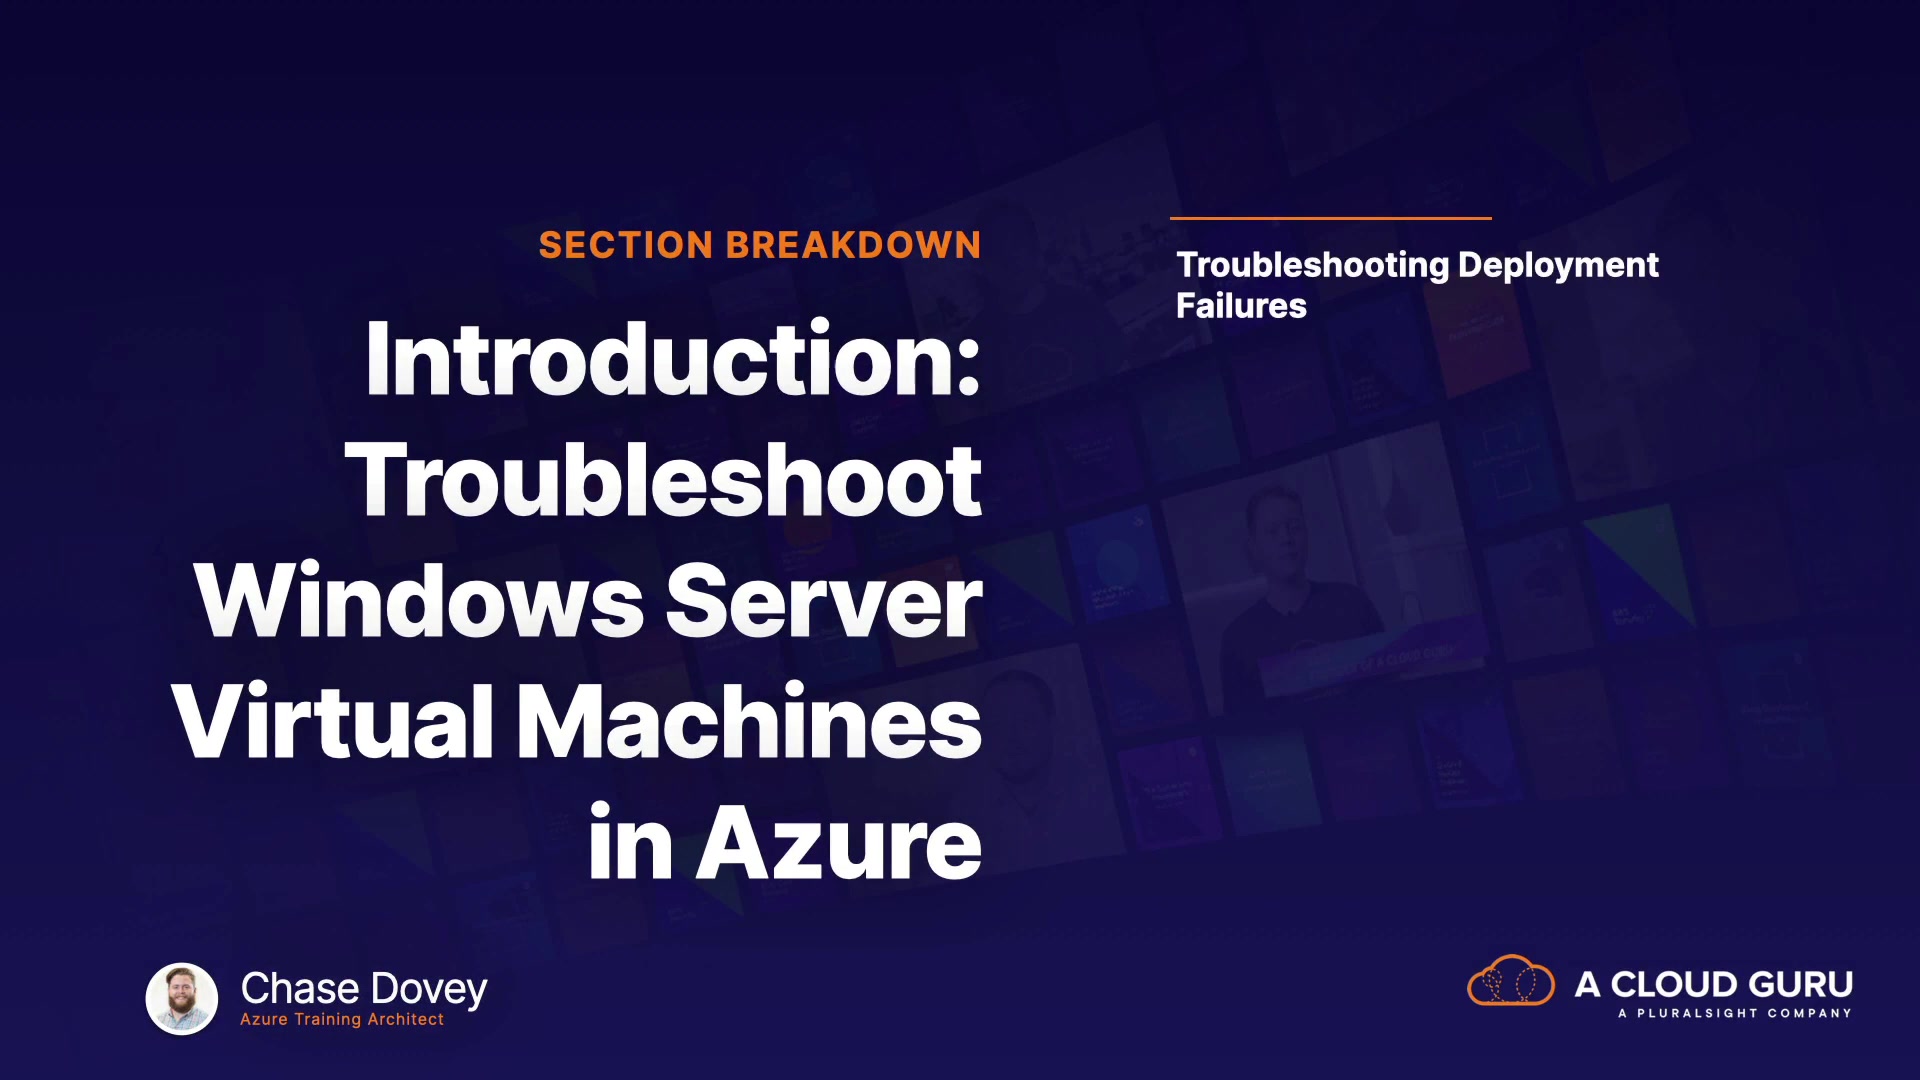 SECTION BREAKDOWN
Introduction:
Troubleshoot
Windows Server
Virtual Machines
in Azure
Troubleshooting Deployment
Failures
Chase Dovey
Azure Training Architect
A CLOUD GURU
A PLURALSIGHT COMPANY